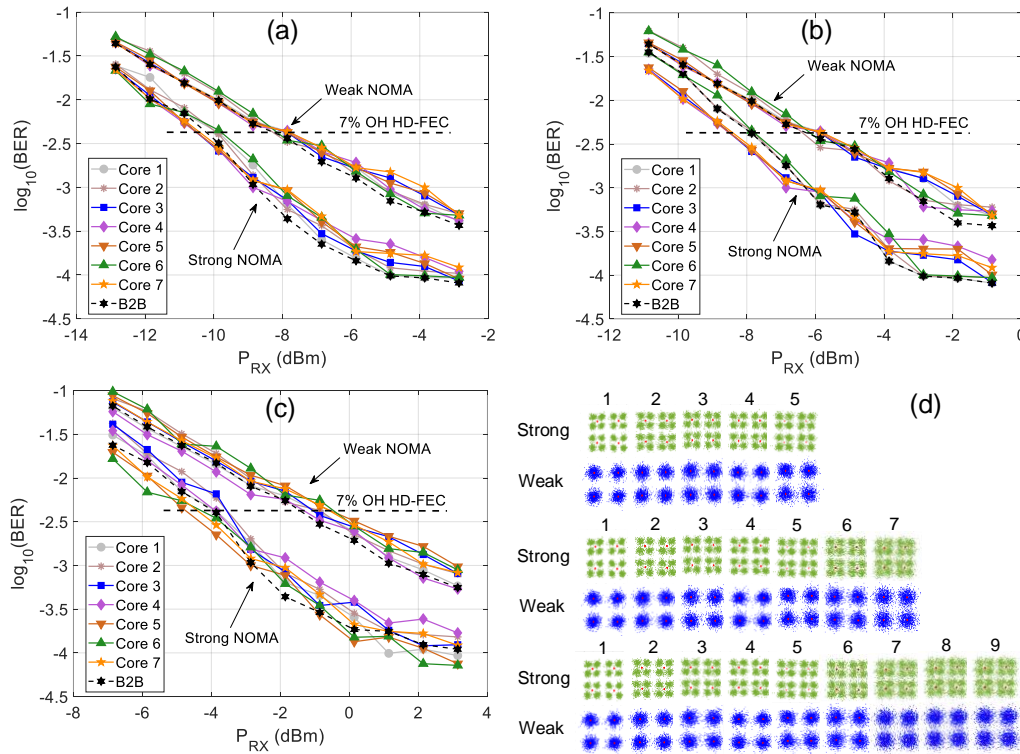 (a)
-1
-1.5
-2
-2.5
-3
-3.5
-4
-4.5
log10(BER)
Weak NOMA
7% OH HD-FEC
Strong NOMA
Core 1
Core 2
Core 3
Core 4
Core 5
Core 6
Core 7
B2B
-14 -12 -10 -8 -6 -4 -2
PRX (dBm)
(b)
-1
-1.5
-2
-2.5
-3
-3.5
-4
-4.5
log10(BER)
Weak NOMA
7% OH HD-FEC
Strong NOMA
Core 1
Core 2
Core 3
Core 4
Core 5
Core 6
Core 7
B2B
-12 -10 -8 -6 -4 -2 0
PRX (dBm)
(c)
-1
-1.5
-2
-2.5
-3
-3.5
-4
-4.5
log10(BER)
Weak NOMA
7% OH HD-FEC
Strong NOMA
Core 1
Core 2
Core 3
Core 4
Core 5
Core 6
Core 7
B2B
-8 -6 -4 -2 0 2 4
PRX (dBm)
(d)
1 2 3 4 5
Strong
Weak
1 2 3 4 5 6 7
Strong
Weak
1 2 3 4 5 6 7 8 9
Strong
Weak